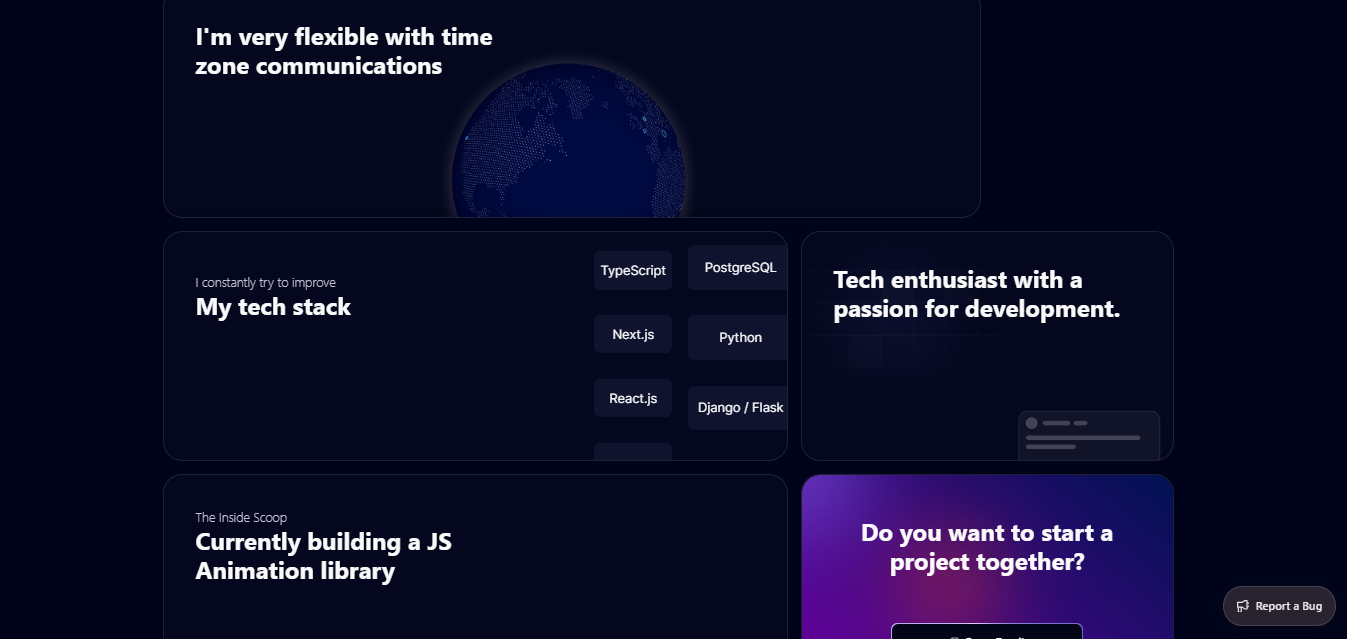 I'm very flexible with time
zone communications
I constantly try to improve
My tech stack
TypeScript
PostgreSQL
Next.js
Python
React.js
Django / Flask
Tech enthusiast with a
passion for development.
The Inside Scoop
Currently building a JS
Animation library
Do you want to start a
project together?
Report a Bug